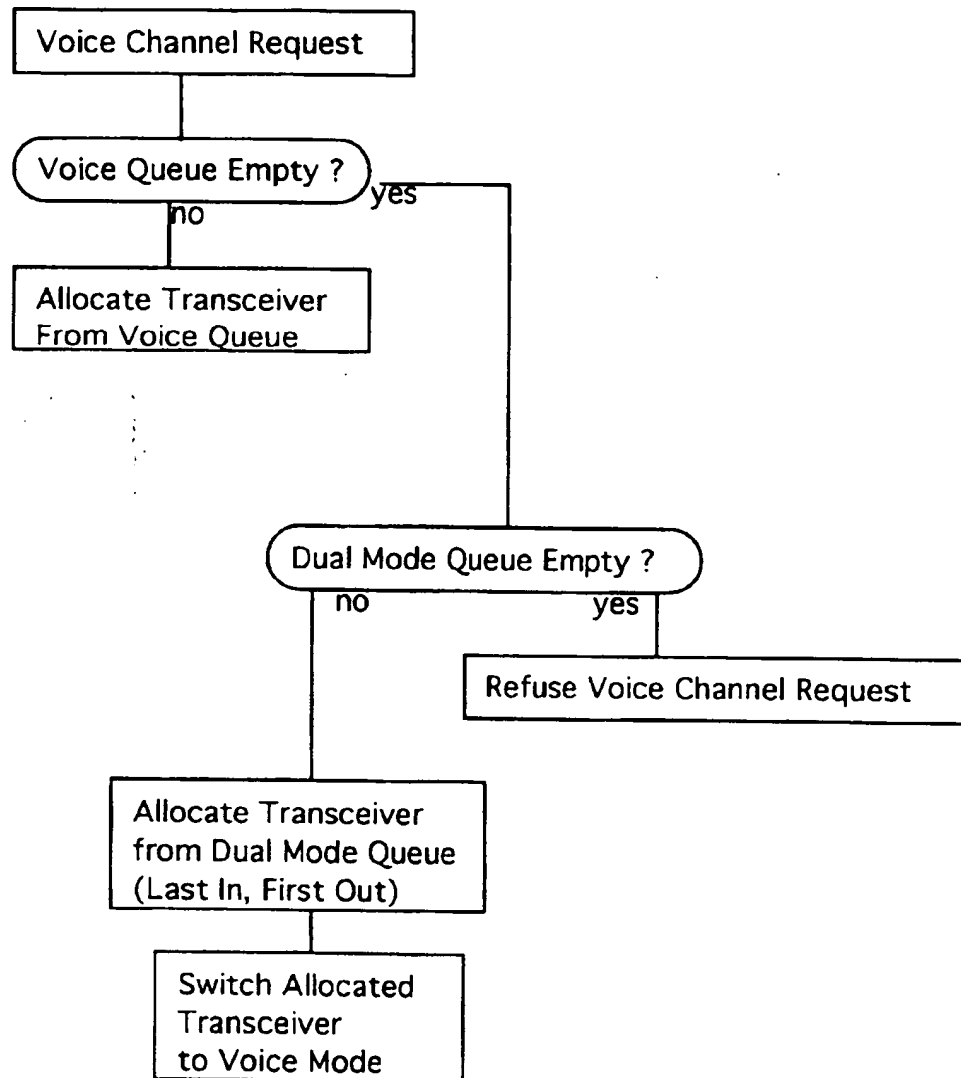 Voice Channel Request
Voice Queue Empty ?
yes
no
Allocate Transceiver
From Voice Queue
Dual Mode Queue Empty ?
no
yes
Refuse Voice Channel Request
Allocate Transceiver
from Dual Mode Queue
(Last In, First Out)
Switch Allocated
Transceiver
to Voice Mode